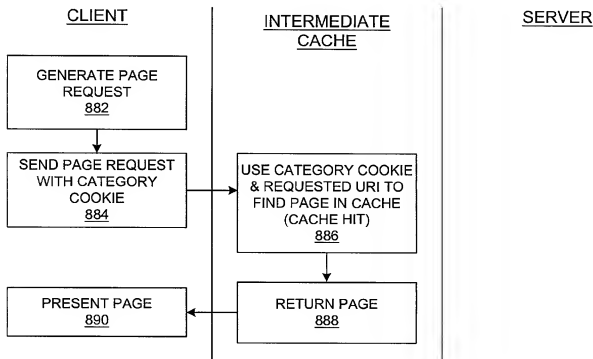 CLIENT
INTERMEDIATE
CACHE
SERVER
GENERATE PAGE
REQUEST
882
SEND PAGE REQUEST
WITH CATEGORY
COOKIE
884
USE CATEGORY COOKIE
& REQUESTED URI TO
FIND PAGE IN CACHE
(CACHE HIT)
886
PRESENT PAGE
890
RETURN PAGE
888